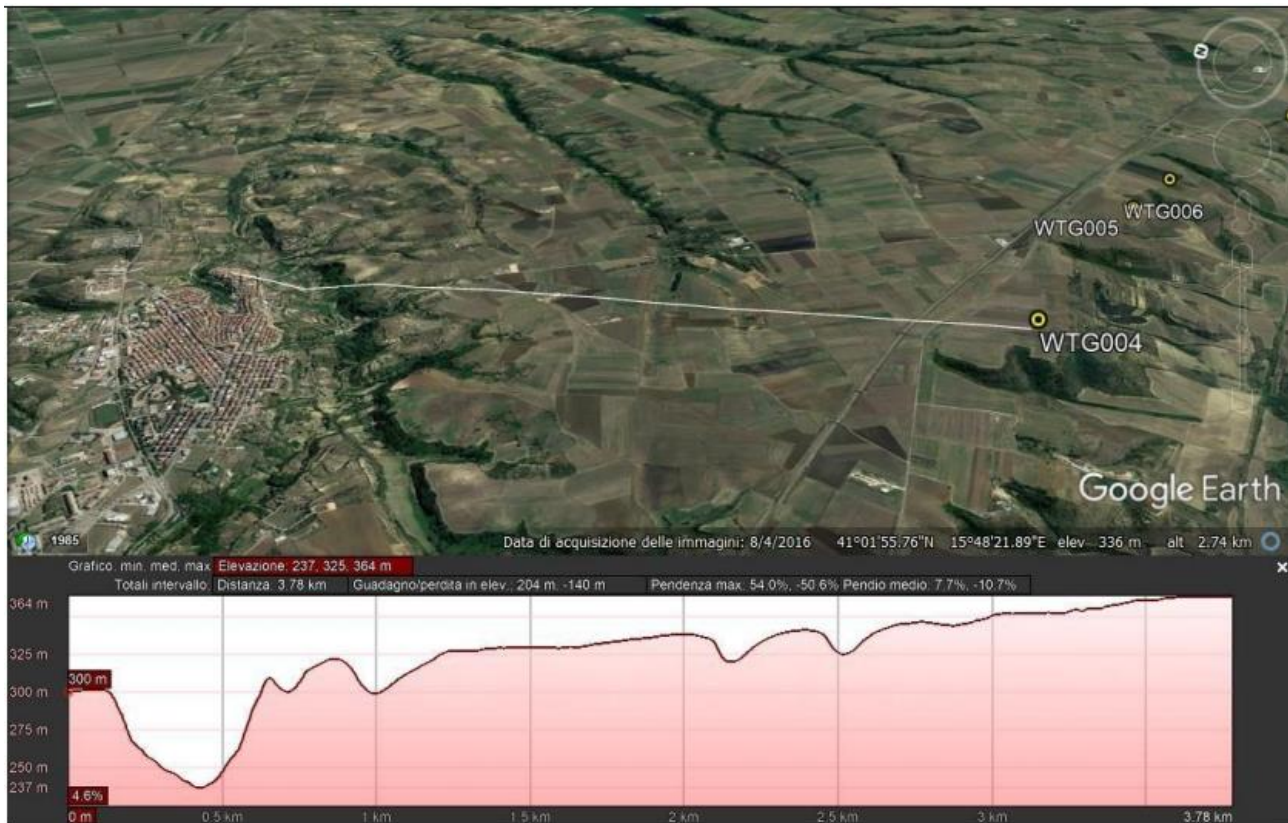 WTG006
WTG005
WTG004
Google Earth
1985
Data di acquisizione delle immagini: 8/4/2016 41°01'55.76"N 15°48'21.89"E elev 336 m alt 2.74 km
Grafico. min. med. max Elevazione: 237, 325. 364 m
Totali intervallo. Distanza: 3.78 km Guadagno/perdita in elev.: 204 m. -140 m Pendenza max: 54.0%, -50.6% Pendio medio: 7.7%. -10.7%
364 m
325 m
300 m
300 m
275 m
250 m
237 m
4.6%
0 m 0.5 km 1 km 1.5 km 2 km 2.5 km 3 km 3.78 km